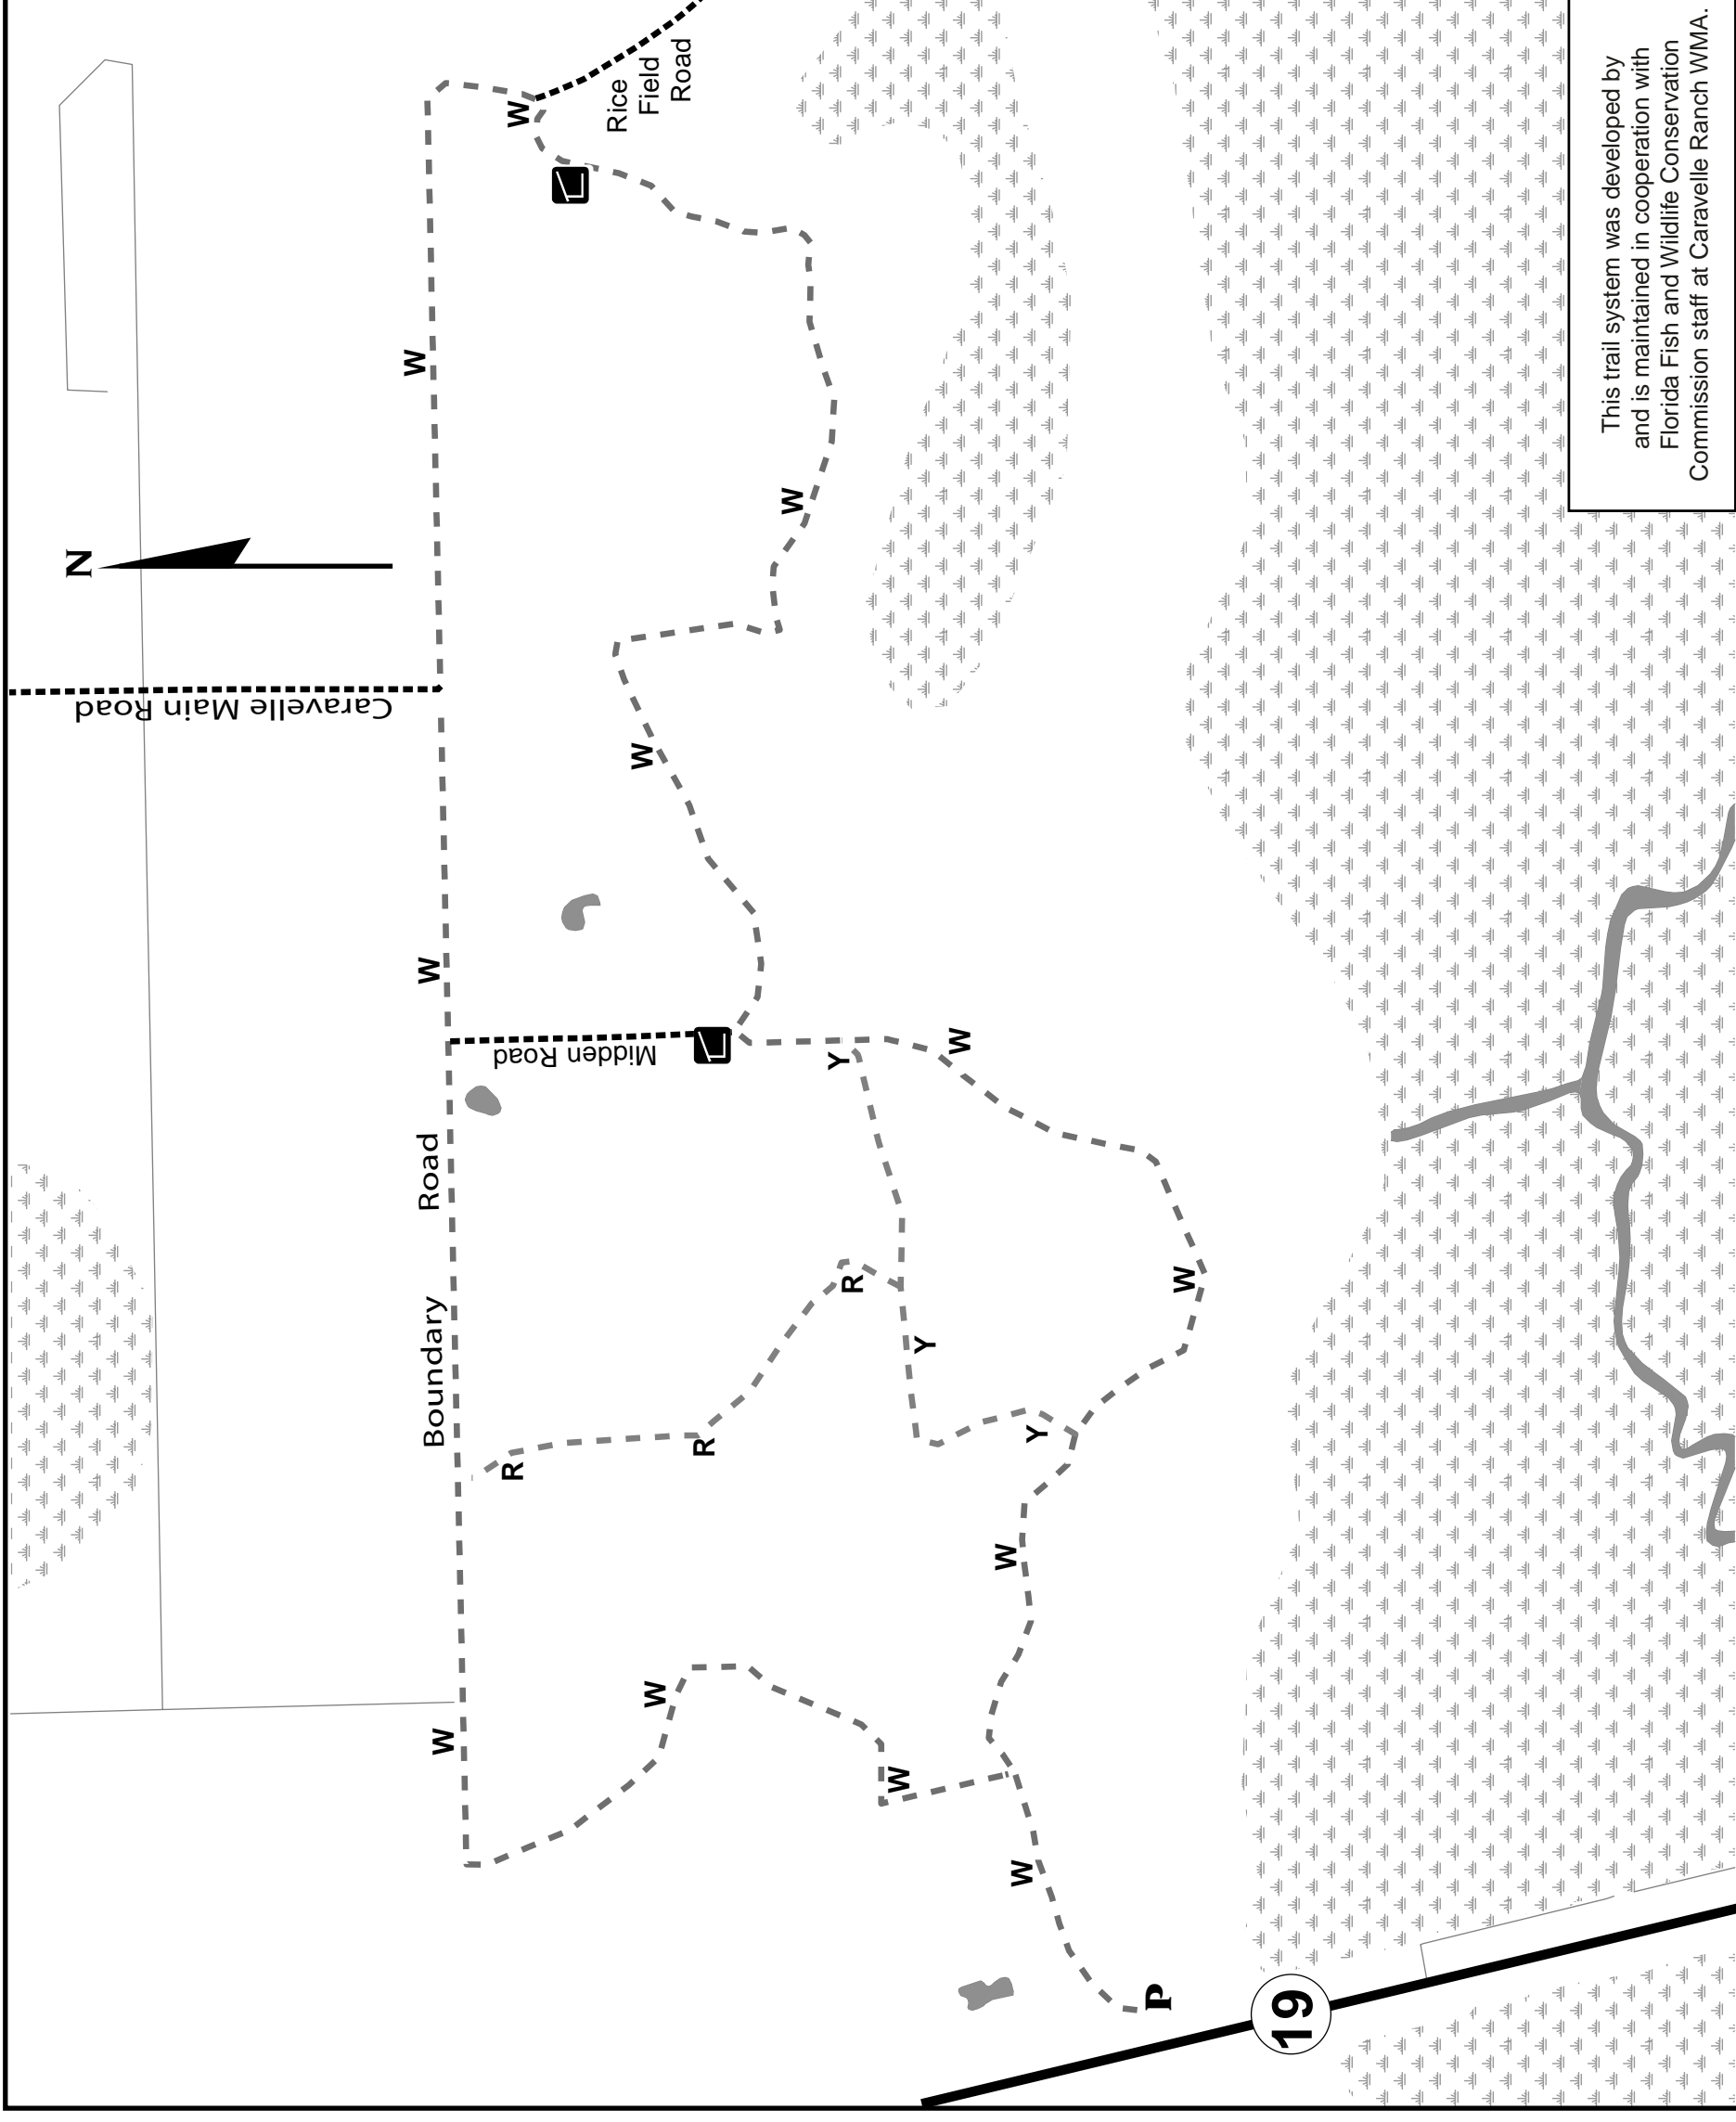 N
Caravelle Main Road
W
Rice
Field
Road
W
W
W
W
W
Midden Road
Boundary Road
Y
W
R
R
R
Y
Y
W
W
W
W
W
W
P
19
This trail system was developed by
and is maintained in cooperation with
Florida Fish and Wildlife Conservation
Commission staff at Caravelle Ranch WMA.